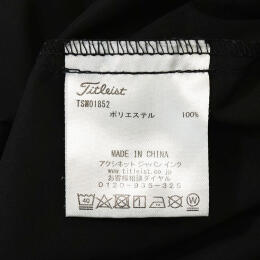 Titleist
TSMO1852
ポリエステル 100%
MADE IN CHINA
アクシネット ジャパン インク
www.titleist.co.jp
お客様相談ダイヤル
0120-935-325
40